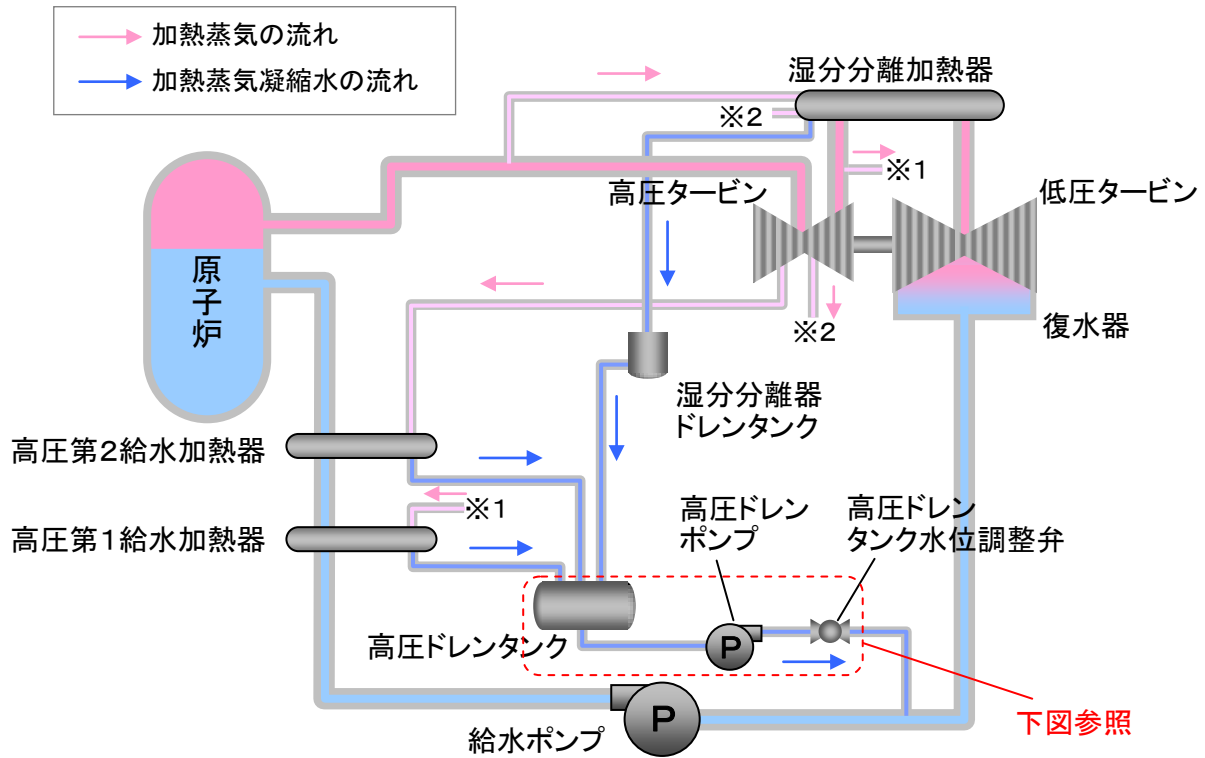 加熱蒸気の流れ
加熱蒸気凝縮水の流れ
湿分分離加熱器
※2
※1
高圧タービン
低圧タービン
原子炉
※2
復水器
湿分分離器
ドレンタンク
高圧第2給水加熱器
※1
高圧第1給水加熱器
高圧ドレン
ポンプ
高圧ドレン
タンク水位調整弁
高圧ドレンタンク
P
P
給水ポンプ
下図参照